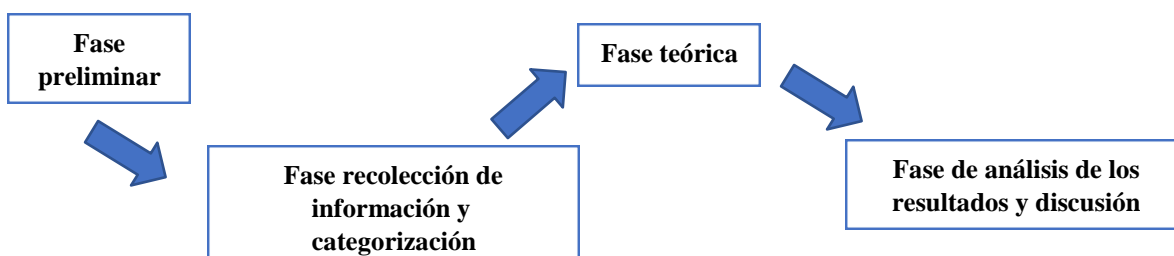 Fase
preliminar
Fase recolección de
información y
categorización
Fase teórica
Fase de análisis de los
resultados y discusión